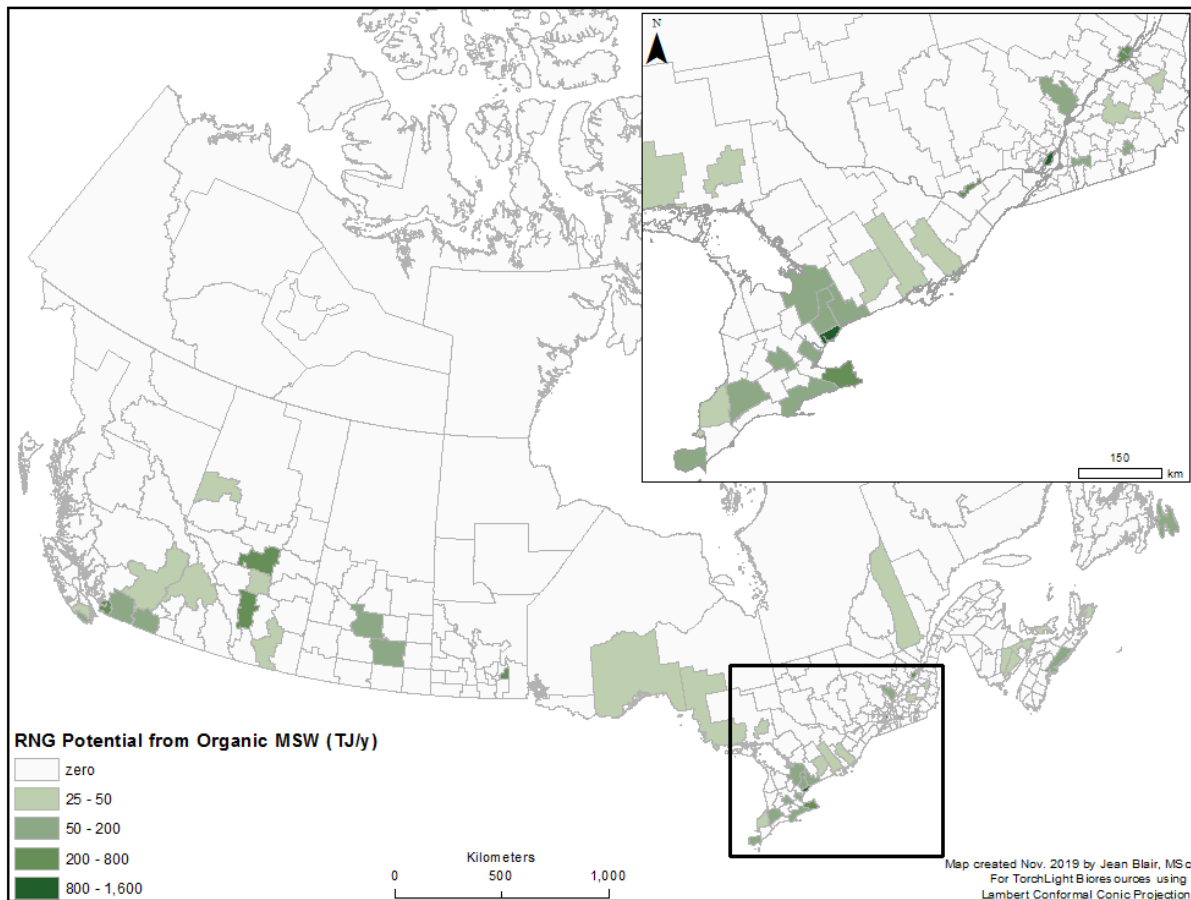 N
150
km
RNG Potential from Organic MSW (TJ/y)
zero
25 - 50
50 - 200
200 - 800
800 - 1,600
Kilometers
0 500 1,000
Map created Nov. 2019 by Jean Blair, MSc
For TorchLight Bioresources using
Lambert Conformal Conic Projection